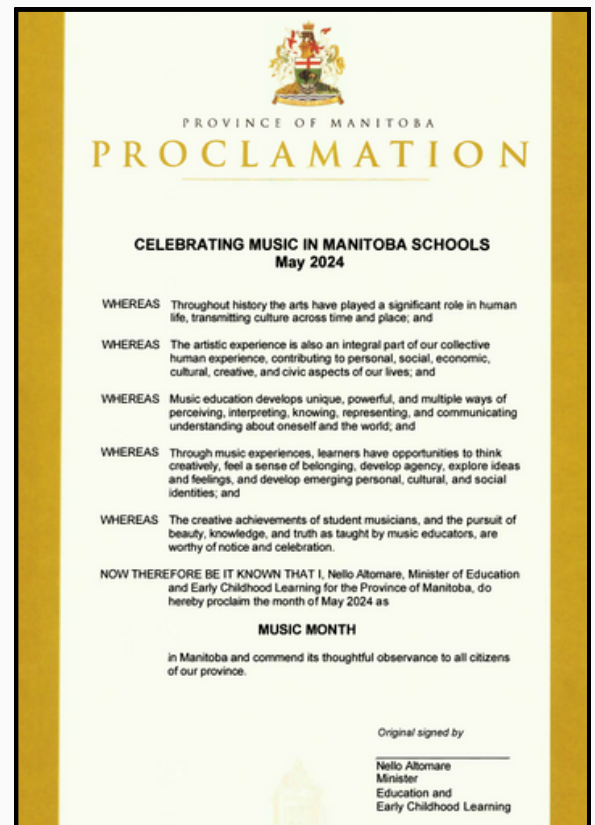 PROVINCE OF MANITOBA
PROCLAMATION
CELEBRATING MUSIC IN MANITOBA SCHOOLS
May 2024
WHEREAS Throughout history the arts have played a significant role in human
life, transmitting culture across time and place; and
WHEREAS The artistic experience is also an integral part of our collective
human experience, contributing to personal, social, economic,
cultural, creative, and civic aspects of our lives; and
WHEREAS Music education develops unique, powerful, and multiple ways of
perceiving, interpreting, knowing, representing, and communicating
understanding about oneself and the world; and
WHEREAS Through music experiences, learners have opportunities to think
creatively, feel a sense of belonging, develop agency, explore ideas
and feelings, and develop emerging personal, cultural, and social
identities; and
WHEREAS The creative achievements of student musicians, and the pursuit of
beauty, knowledge, and truth as taught by music educators, are
worthy of notice and celebration.
NOW THEREFORE BE IT KNOWN THAT I, Nello Altomare, Minister of Education
and Early Childhood Learning for the Province of Manitoba, do
hereby proclaim the month of May 2024 as
MUSIC MONTH
in Manitoba and commend its thoughtful observance to all citizens
of our province.
Original signed by
Nello Altomare
Minister
Education and
Early Childhood Learning